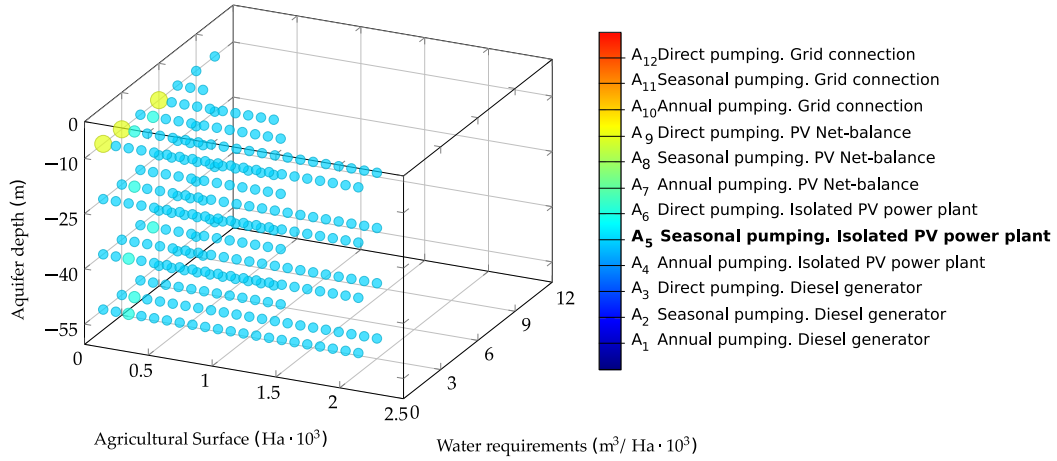 0
−10
−25
−40
−55
Aquifer depth (m)
0
0.5
1
1.5
2
2.5
Agricultural Surface (Ha · 10³)
0
3
6
9
12
Water requirements (m³/ Ha · 10³)
A₁₂ Direct pumping. Grid connection
A₁₁ Seasonal pumping. Grid connection
A₁₀ Annual pumping. Grid connection
A₉ Direct pumping. PV Net-balance
A₈ Seasonal pumping. PV Net-balance
A₇ Annual pumping. PV Net-balance
A₆ Direct pumping. Isolated PV power plant
A₅ Seasonal pumping. Isolated PV power plant
A₄ Annual pumping. Isolated PV power plant
A₃ Direct pumping. Diesel generator
A₂ Seasonal pumping. Diesel generator
A₁ Annual pumping. Diesel generator